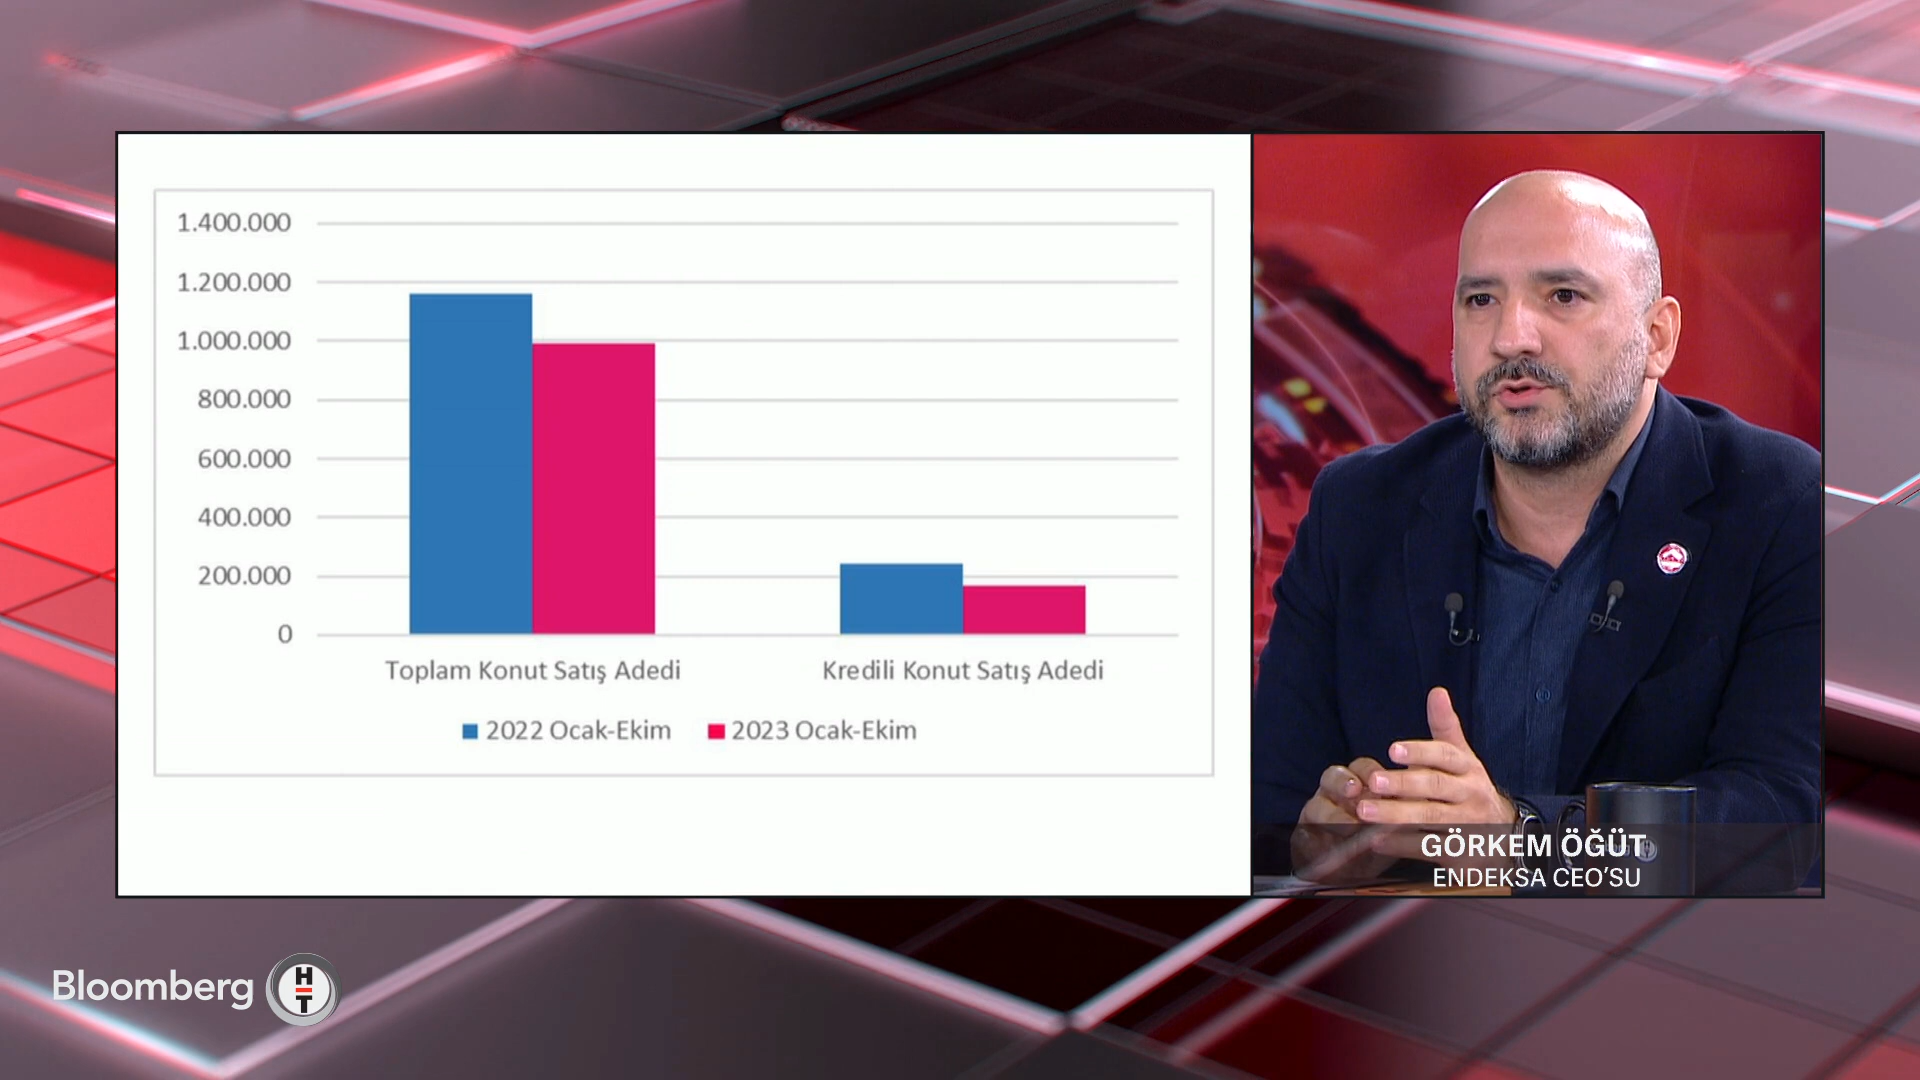 1.400.000
1.200.000
1.000.000
800.000
600.000
400.000
200.000
0
Toplam Konut Satış Adedi
Kredili Konut Satış Adedi
2022 Ocak-Ekim
2023 Ocak-Ekim
GÖRKEM ÖĞÜT
ENDEKSA CEO'SU
Bloomberg HT